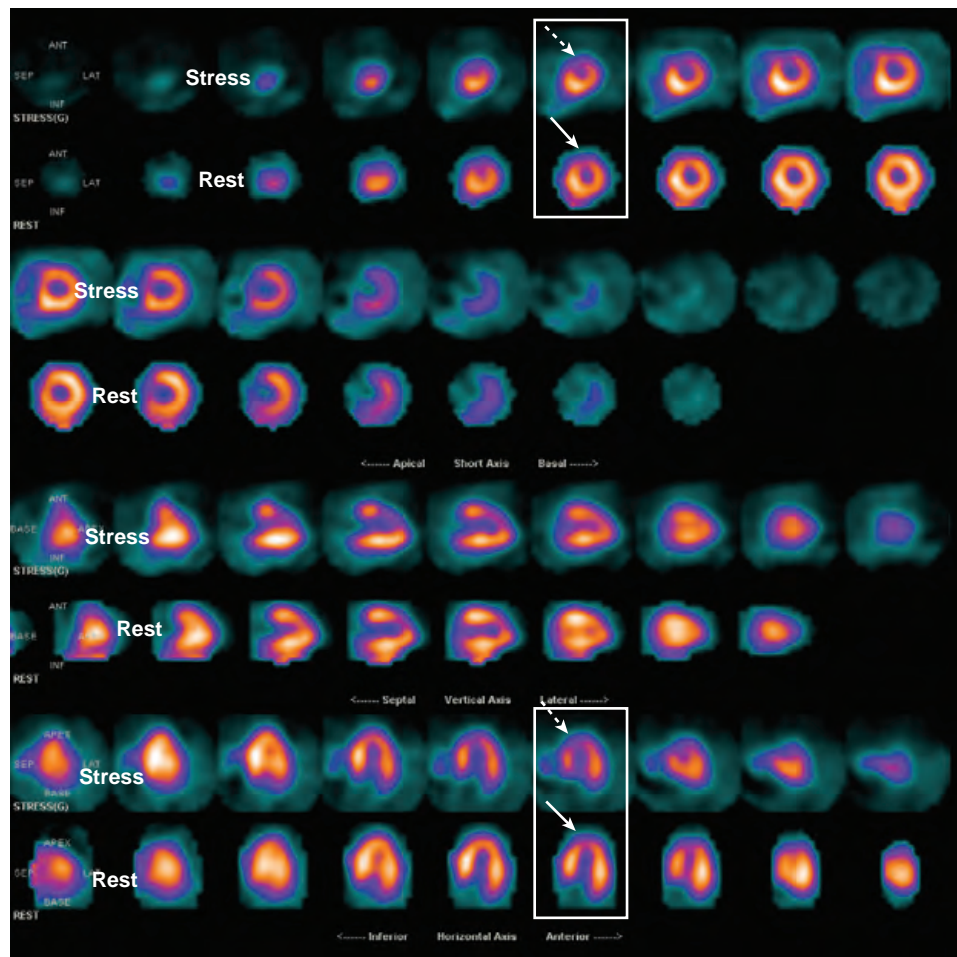 ANT
SEP LAT
Stress
INF
STRESS(G)
ANT
SEP LAT
Rest
INF
REST
Stress
Rest
<------ Apical Short Axis Basal ------>
ANT
BASE APEX
Stress
INF
STRESS(G)
ANT
Rest
BASE
INF
REST
<------ Septal Vertical Axis Lateral ------>
APEX
SEP LAT
Stress
BASE
STRESS(G)
APEX
SEP
Rest
BASE
REST
<------ Inferior Horizontal Axis Anterior ------>